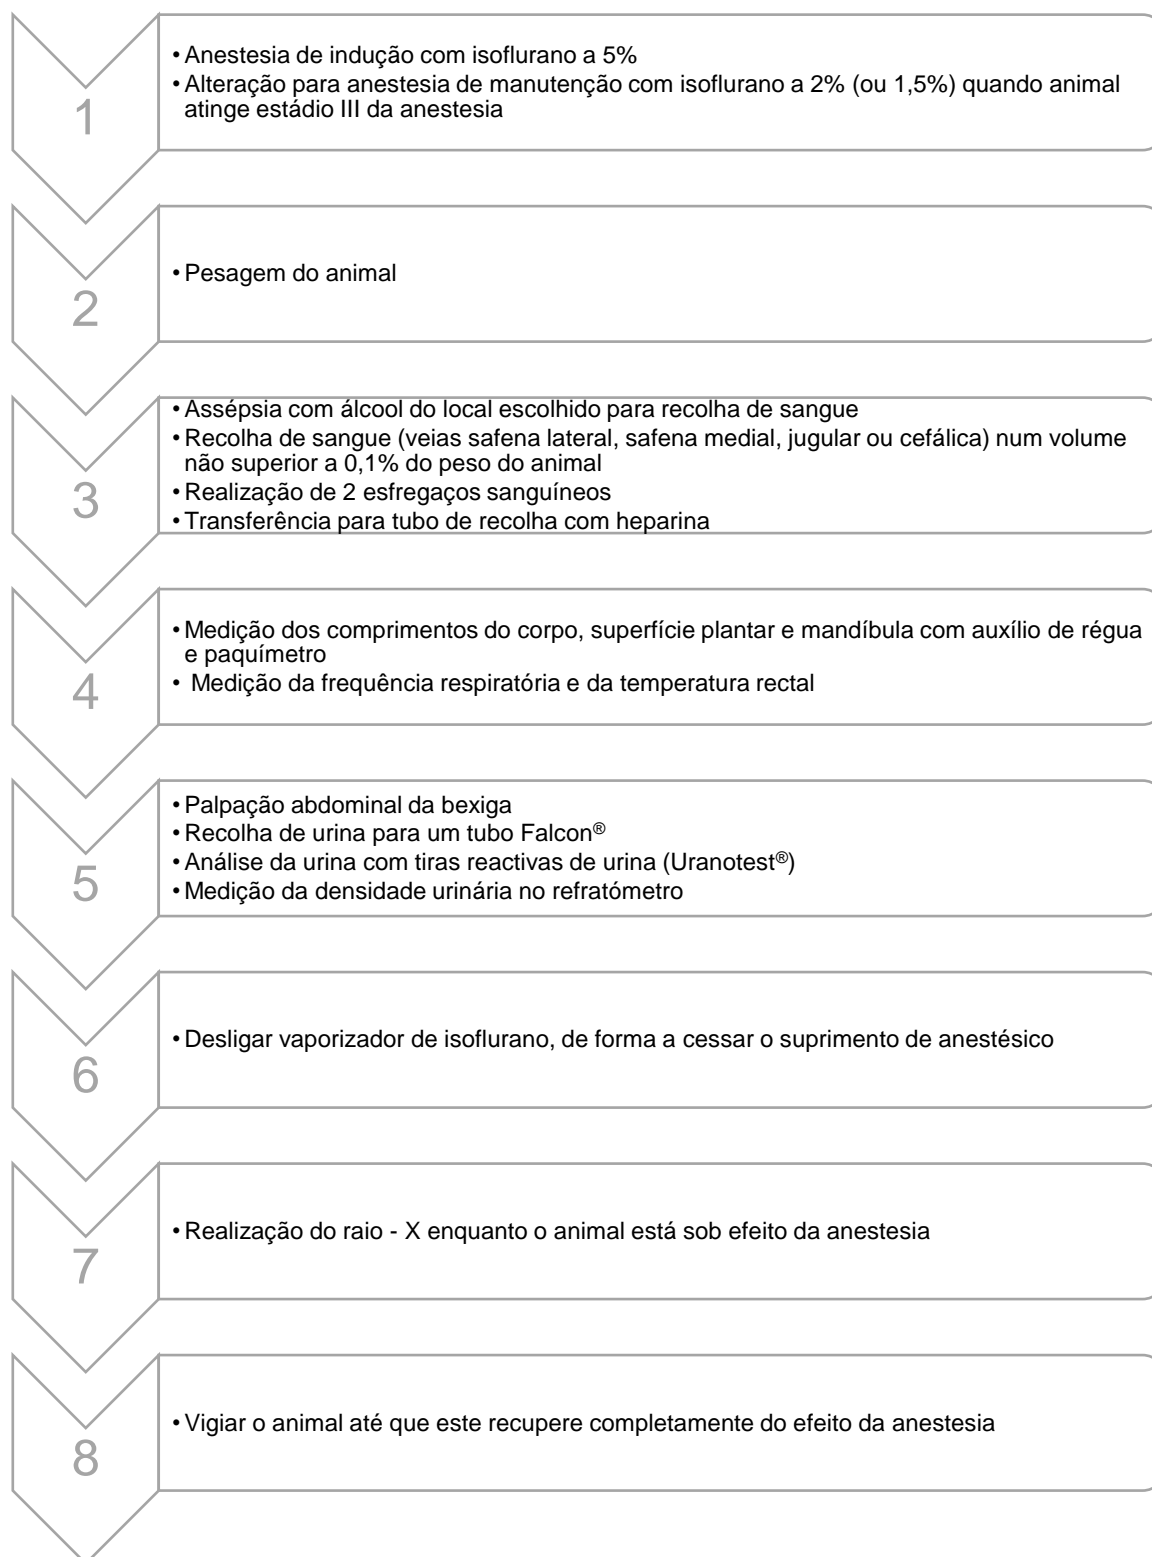 1
• Anestesia de indução com isoflurano a 5%
• Alteração para anestesia de manutenção com isoflurano a 2% (ou 1,5%) quando animal
atinge estádio III da anestesia
2
• Pesagem do animal
3
• Assépsia com álcool do local escolhido para recolha de sangue
• Recolha de sangue (veias safena lateral, safena medial, jugular ou cefálica) num volume
não superior a 0,1% do peso do animal
• Realização de 2 esfregaços sanguíneos
• Transferência para tubo de recolha com heparina
4
• Medição dos comprimentos do corpo, superfície plantar e mandíbula com auxílio de régua
e paquímetro
• Medição da frequência respiratória e da temperatura rectal
5
• Palpação abdominal da bexiga
• Recolha de urina para um tubo Falcon®
• Análise da urina com tiras reactivas de urina (Uranotest®)
• Medição da densidade urinária no refratómetro
6
• Desligar vaporizador de isoflurano, de forma a cessar o suprimento de anestésico
7
• Realização do raio - X enquanto o animal está sob efeito da anestesia
8
• Vigiar o animal até que este recupere completamente do efeito da anestesia